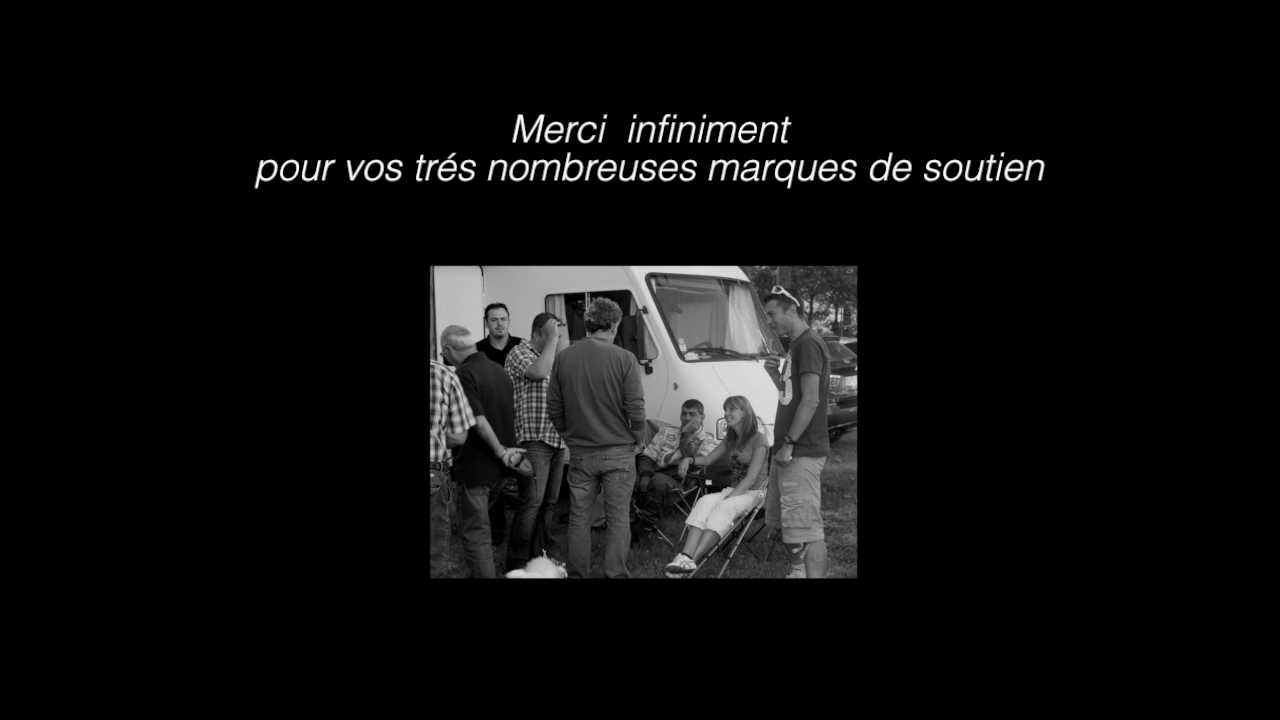 Merci infiniment
pour vos trés nombreuses marques de soutien